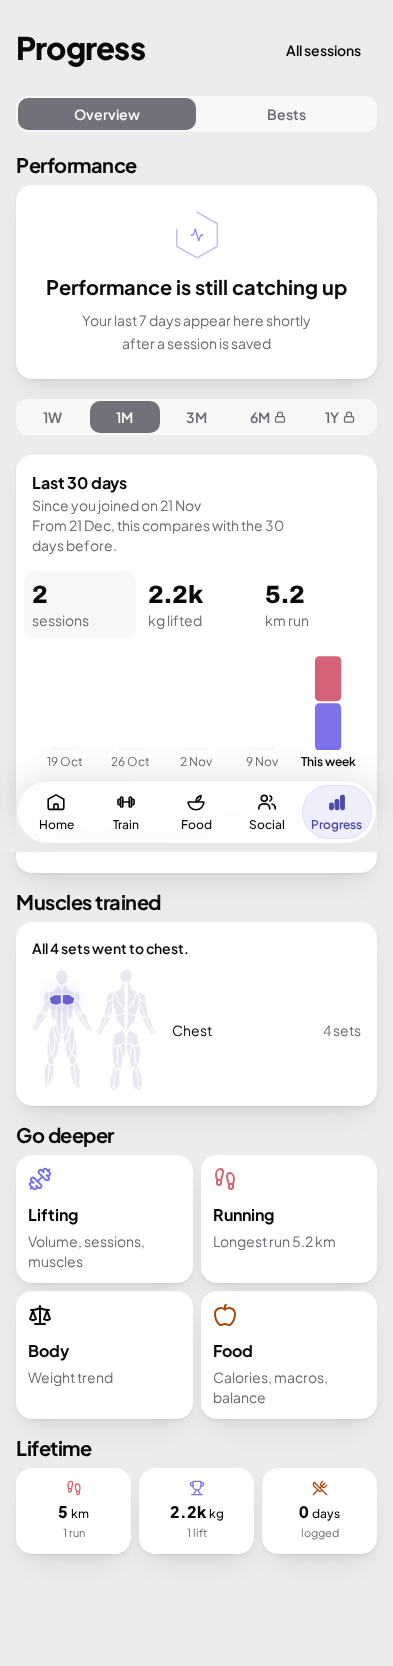 Progress
All sessions
Overview
Bests
Performance
Performance is still catching up
Your last 7 days appear here shortly
after a session is saved
1W
1M
3M
6M
1Y
Last 30 days
Since you joined on 21 Nov
From 21 Dec, this compares with the 30
days before.
2
2.2k
5.2
sessions
kg lifted
km run
19 Oct
26 Oct
2 Nov
9 Nov
This week
Home
Train
Food
Social
Progress
Muscles trained
All 4 sets went to chest.
Chest
4 sets
Go deeper
Lifting
Volume, sessions,
muscles
Running
Longest run 5.2 km
Body
Weight trend
Food
Calories, macros,
balance
Lifetime
5 km
1 run
2.2k kg
1 lift
0 days
logged